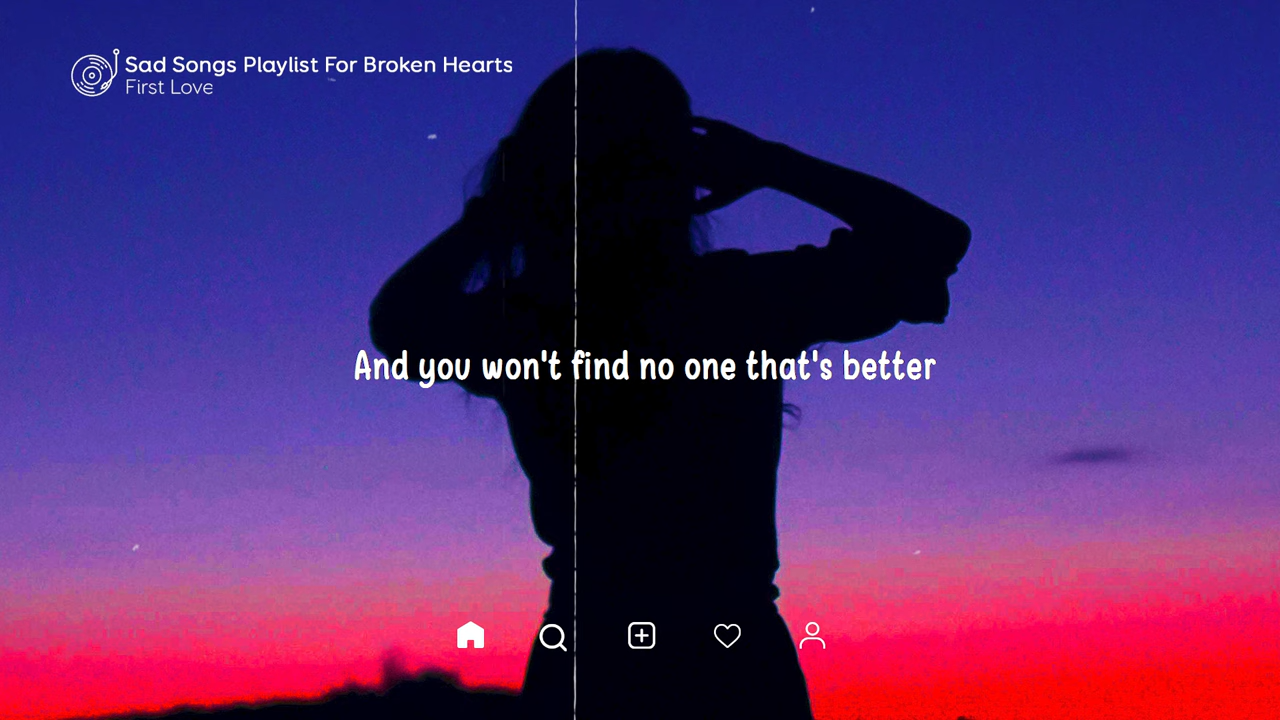 Sad Songs Playlist For Broken Hearts
First Love
And you won't find no one that's better